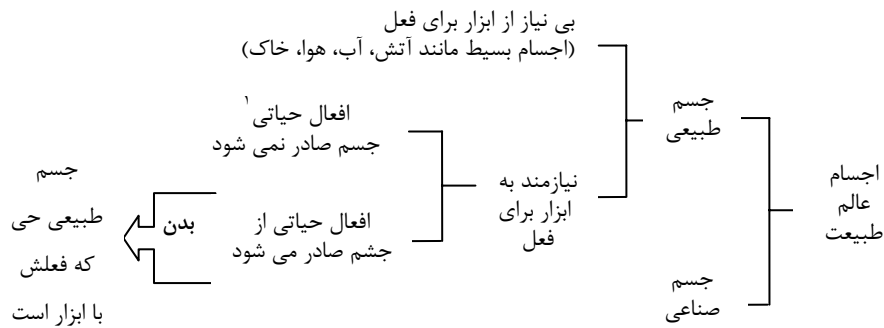 اجسام
عالم
طبیعت
جسم
طبیعی
جسم
صناعی
بی نیاز از ابزار برای فعل
(اجسام بسیط مانند آتش، آب، هوا، خاک)
نیازمند به
ابزار برای
فعل
افعال حیاتی۱
جسم صادر نمی شود
افعال حیاتی از
جشم صادر می شود
بدن
جسم
طبیعی حی
که فعلش
با ابزار است